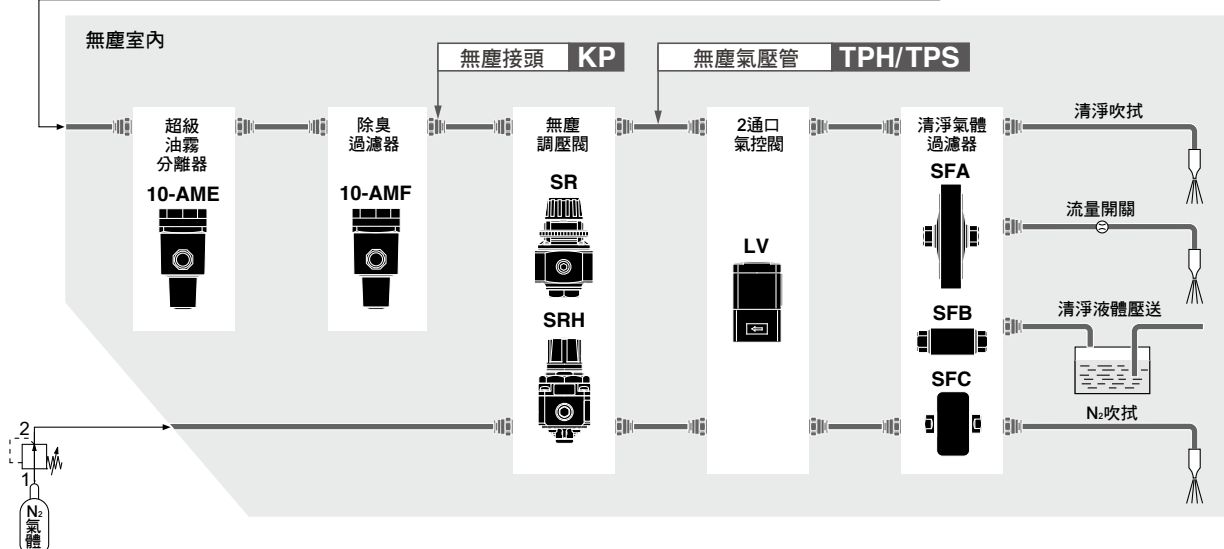 無塵室內
無塵接頭 KP
無塵氣壓管 TPH/TPS
超級
油霧
分離器
10-AME
除臭
過濾器
10-AMF
無塵
調壓閥
SR
SRH
2通口
氣控閥
LV
清淨氣體
過濾器
SFA
SFB
SFC
清淨吹拭
流量開關
清淨液體壓送
N₂吹拭
2
1
N₂
氣
體